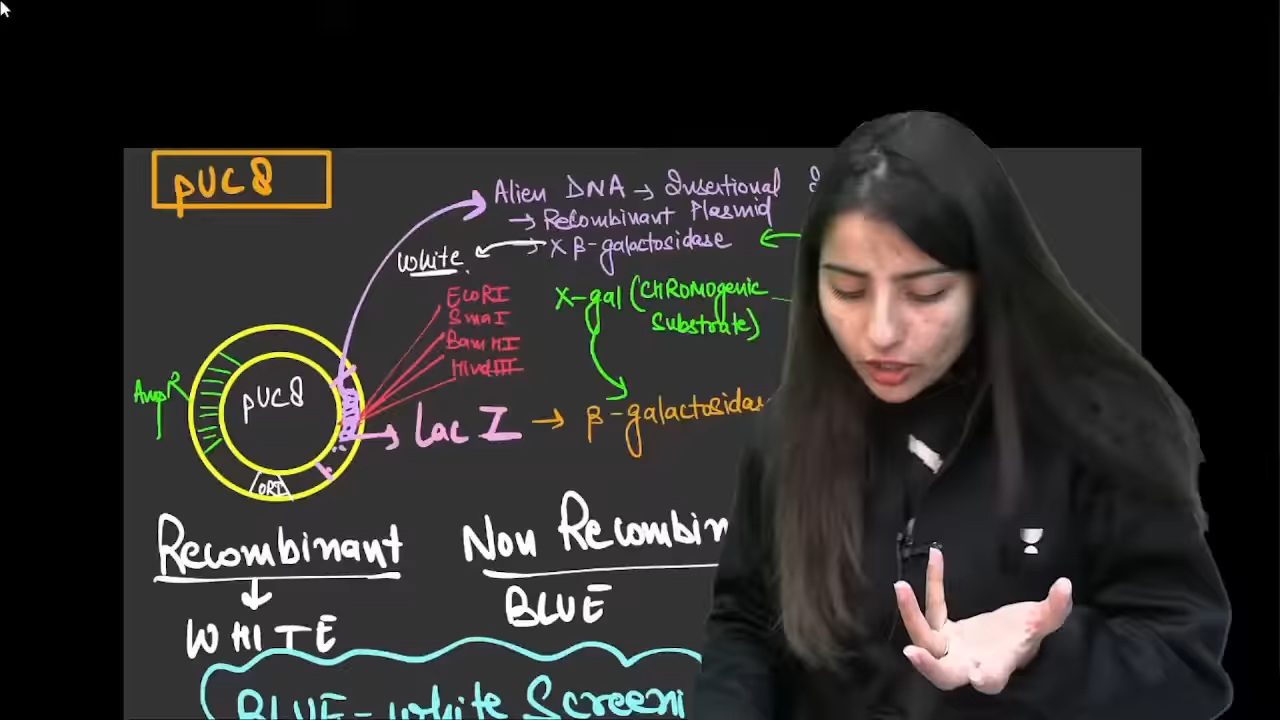 pUC8
Alien DNA → Insertional
→ Recombinant Plasmid
White ← → X β-galactosidase
EcoRI
SmaI
BamHI
HindIII
X-gal (CHROMOgenic
Substrate)
AmpR
pUC8
Lac Z → β-galactosidase
ORI
Recombinant
Non Recombin
WHITE
BLUE
BLUE-white Screeni